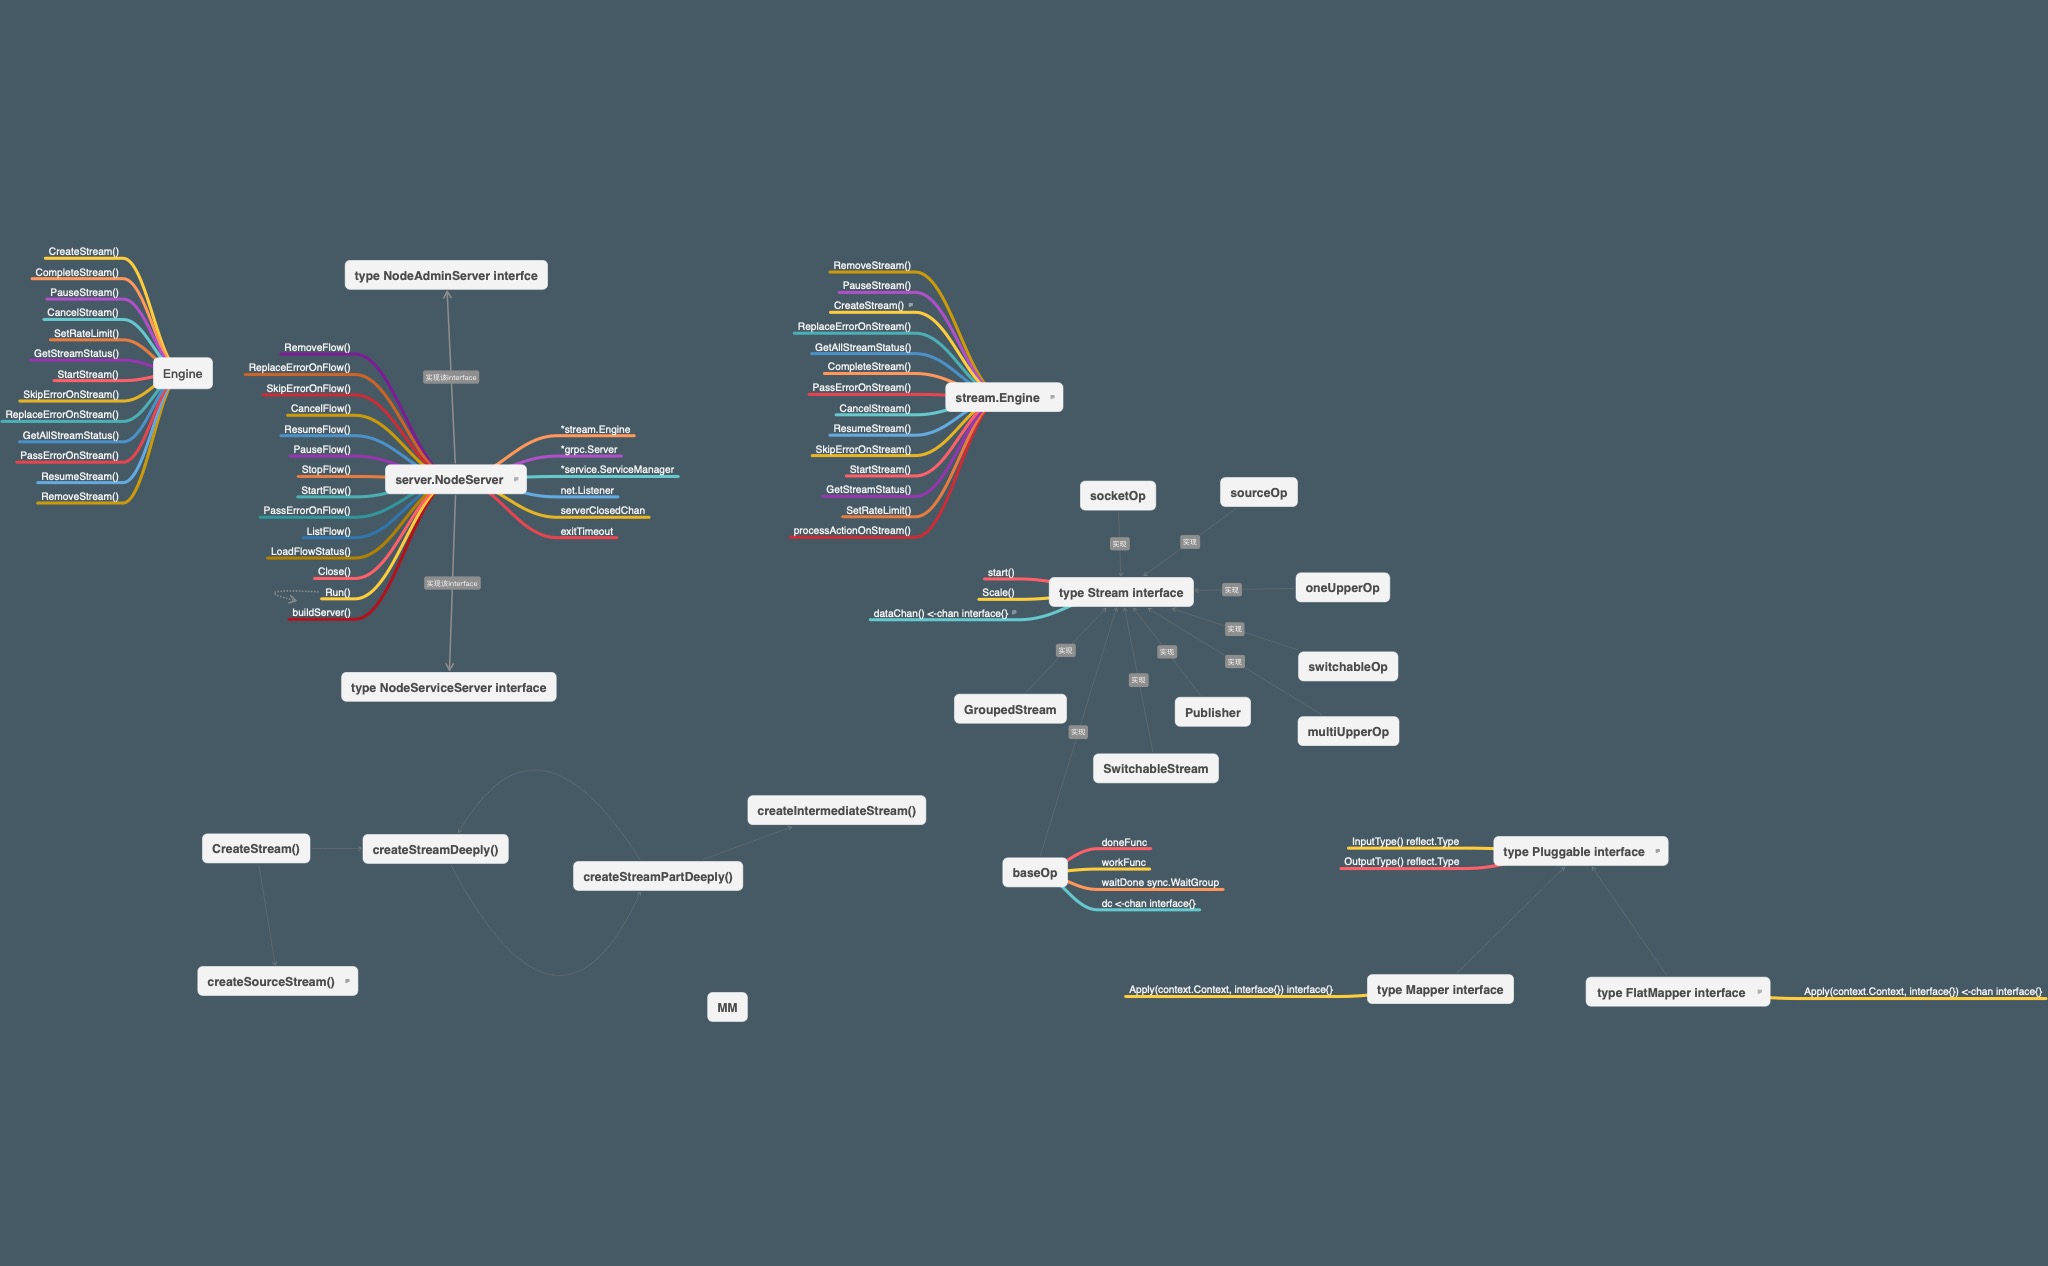 CreateStream()
CompleteStream()
PauseStream()
CancelStream()
SetRateLimit()
GetStreamStatus()
StartStream()
SkipErrorOnStream()
ReplaceErrorOnStream()
GetAllStreamStatus()
PassErrorOnStream()
ResumeStream()
RemoveStream()
Engine
type NodeAdminServer interfce
实现该interface
RemoveFlow()
ReplaceErrorOnFlow()
SkipErrorOnFlow()
CancelFlow()
ResumeFlow()
PauseFlow()
StopFlow()
StartFlow()
PassErrorOnFlow()
ListFlow()
LoadFlowStatus()
Close()
Run()
buildServer()
server.NodeServer
*stream.Engine
*grpc.Server
*service.ServiceManager
net.Listener
serverClosedChan
exitTimeout
实现该interface
type NodeServiceServer interface
RemoveStream()
PauseStream()
CreateStream()
ReplaceErrorOnStream()
GetAllStreamStatus()
CompleteStream()
PassErrorOnStream()
CancelStream()
ResumeStream()
SkipErrorOnStream()
StartStream()
GetStreamStatus()
SetRateLimit()
processActionOnStream()
stream.Engine
socketOp
sourceOp
实现
实现
start()
Scale()
dataChan() <-chan interface{}
type Stream interface
实现
oneUpperOp
实现
switchableOp
实现
multiUpperOp
实现
GroupedStream
实现
Publisher
实现
SwitchableStream
实现
baseOp
doneFunc
workFunc
waitDone sync.WaitGroup
dc <-chan interface{}
CreateStream()
createStreamDeeply()
createStreamPartDeeply()
createIntermediateStream()
createSourceStream()
MM
InputType() reflect.Type
OutputType() reflect.Type
type Pluggable interface
Apply(context.Context, interface{}) interface{}
type Mapper interface
type FlatMapper interface
Apply(context.Context, interface{}) <-chan interface{}